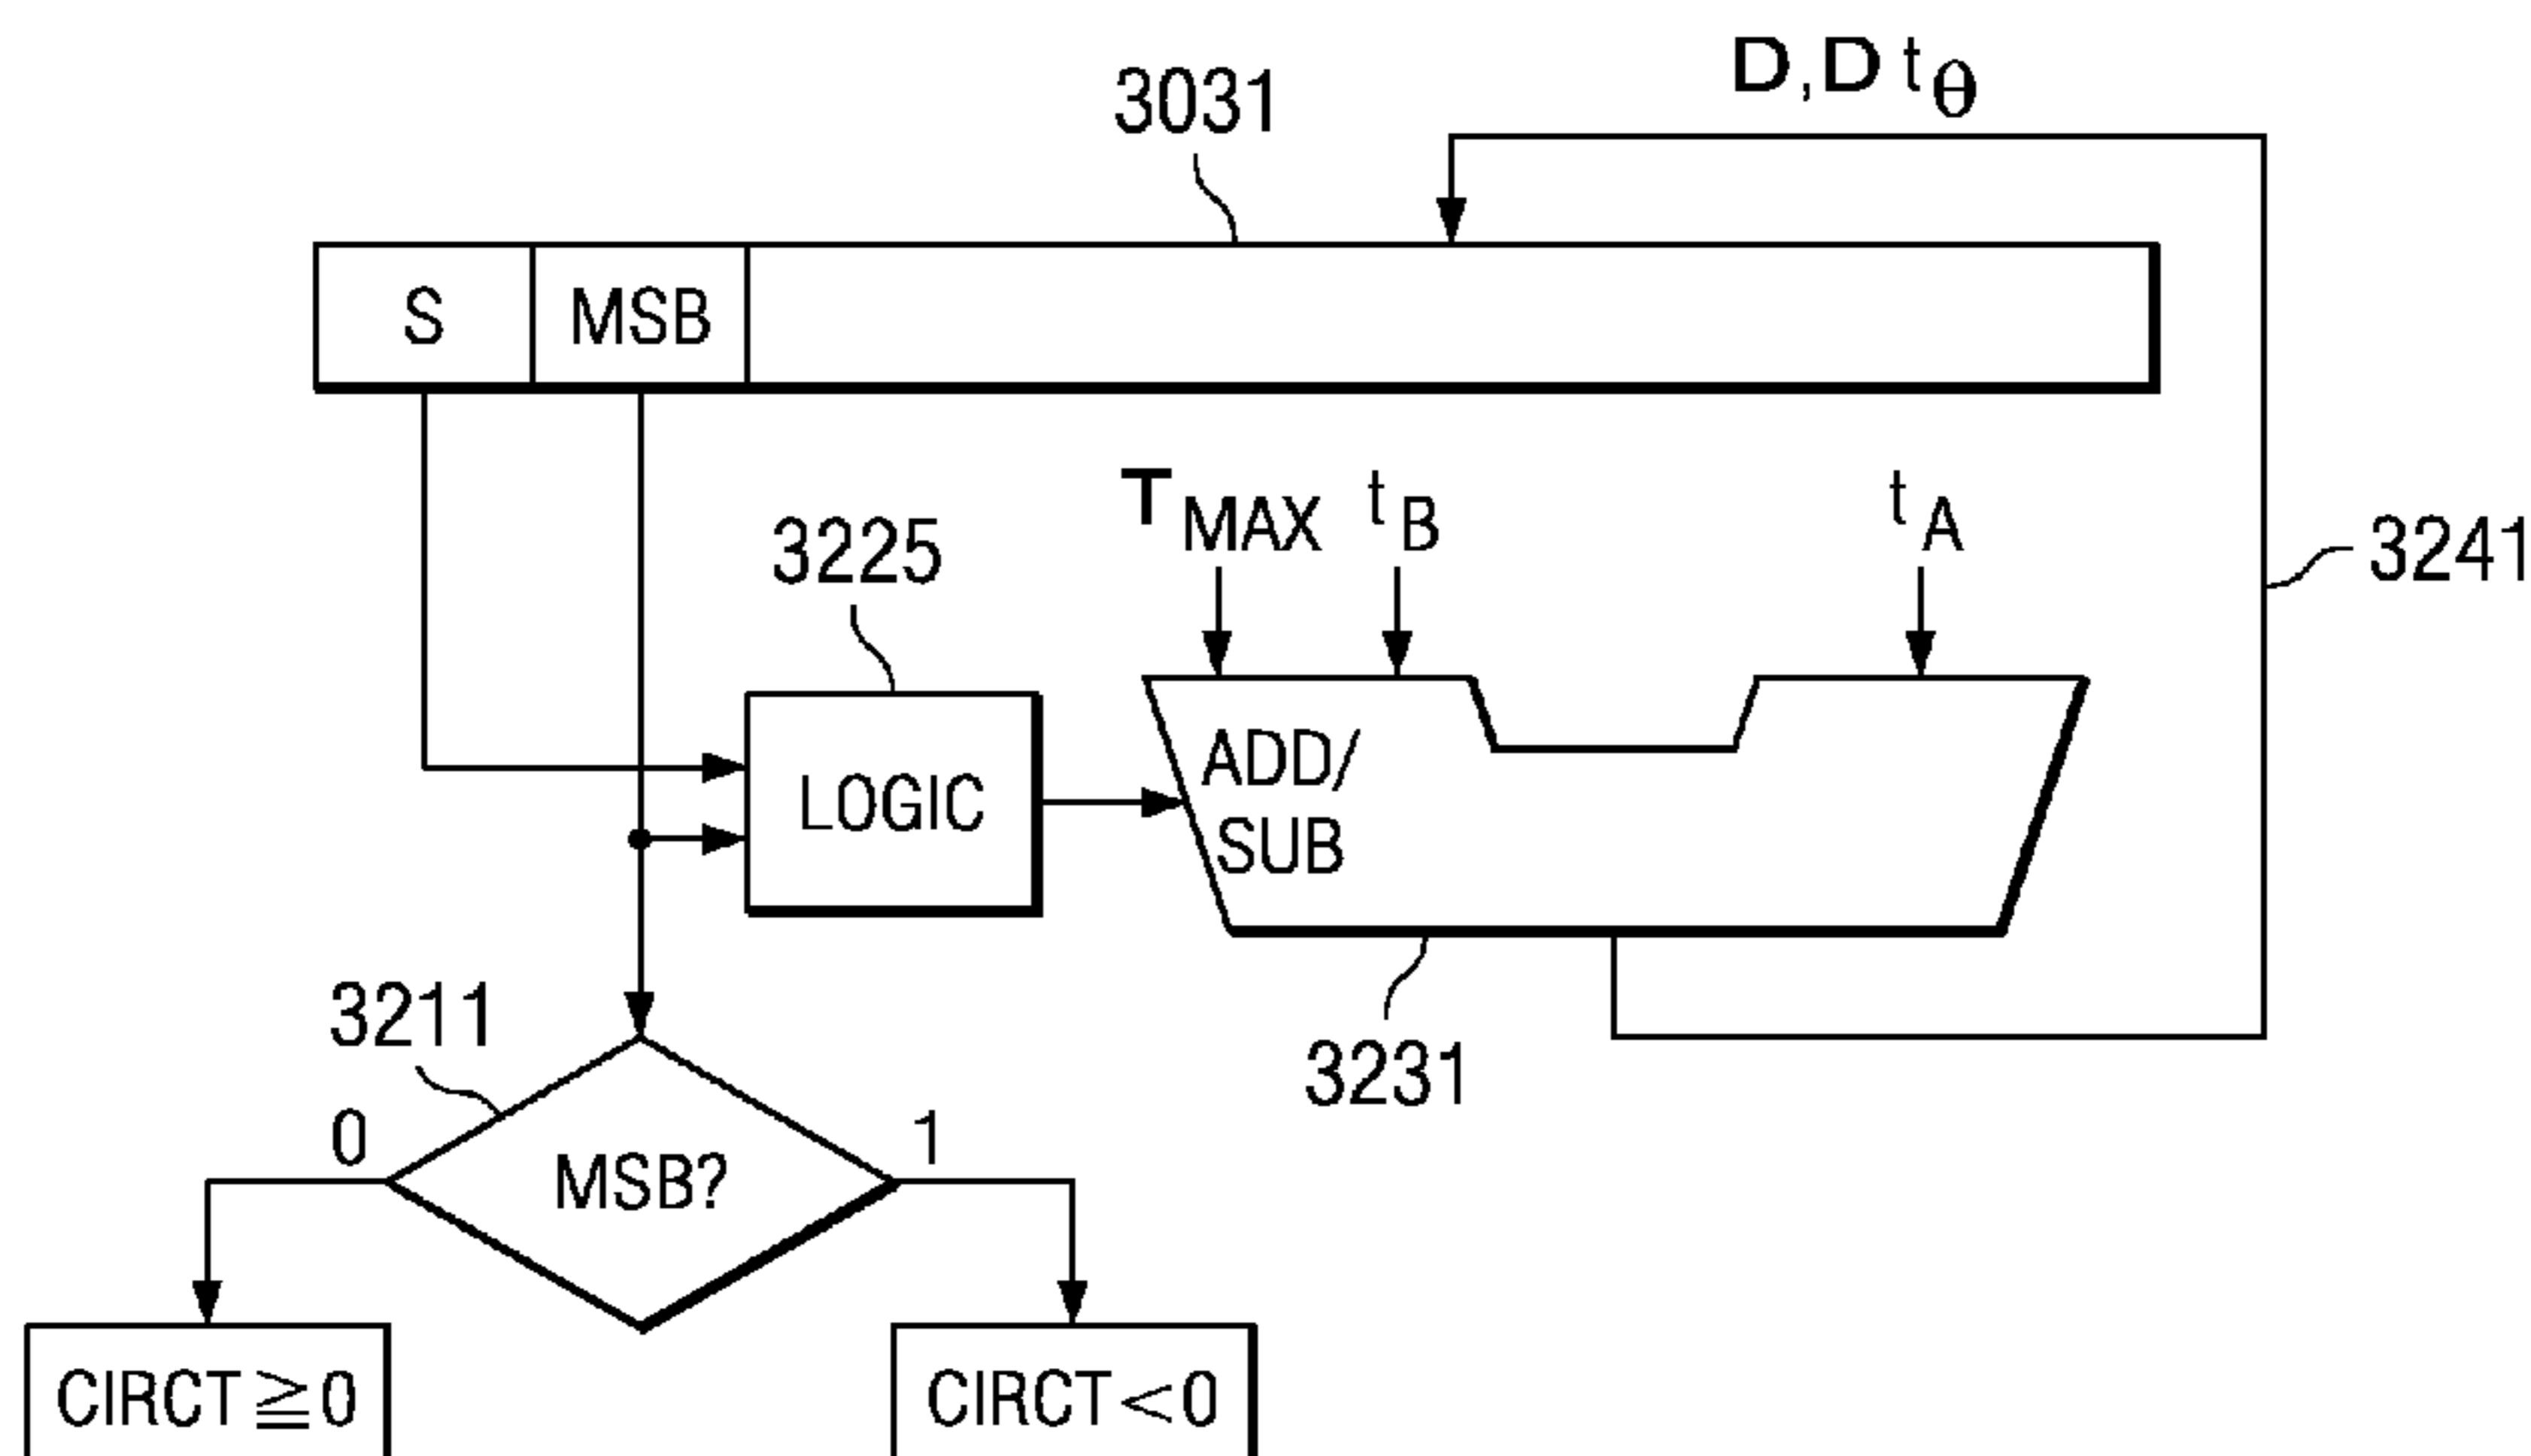 D, D tθ
3031
S MSB
TMAX tB tA
3225
3241
ADD/
SUB
LOGIC
3211
3231
0 1
MSB?
CIRCT≧0 CIRCT<0